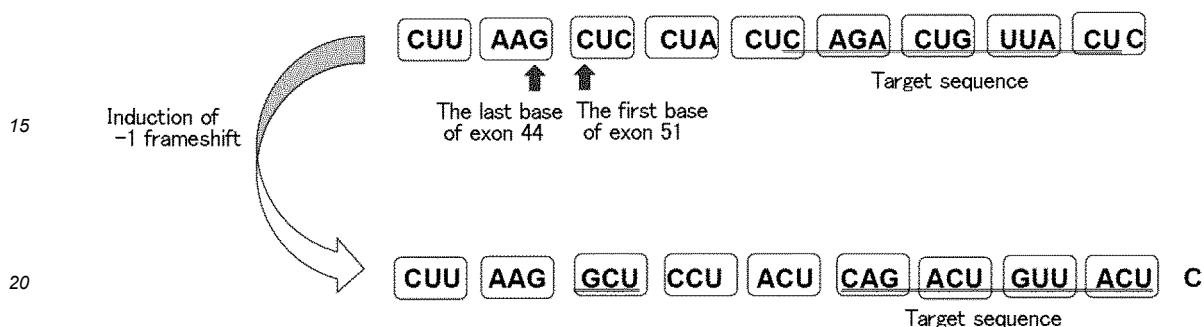 CUU AAG CUC CUA CUC AGA CUG UUA CUC
Target sequence
The last base of exon 44
The first base of exon 51
15
Induction of
-1 frameshift
20
CUU AAG GCU CCU ACU CAG ACU GUU ACU C
Target sequence